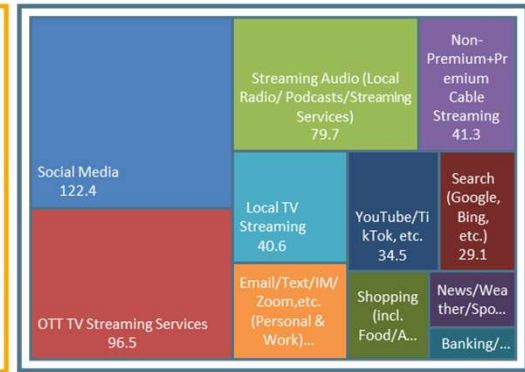 Social Media
122.4
OTT TV Streaming Services
96.5
Streaming Audio (Local
Radio/ Podcasts/Streaming
Services)
79.7
Non-
Premium+Pr
emium
Cable
Streaming
41.3
Local TV
Streaming
40.6
YouTube/Ti
kTok, etc.
34.5
Search
(Google,
Bing,
etc.)
29.1
Email/Text/IM/
Zoom,etc.
(Personal &
Work)...
Shopping
(incl.
Food/A...
News/Wea
ther/Spo...
Banking/...